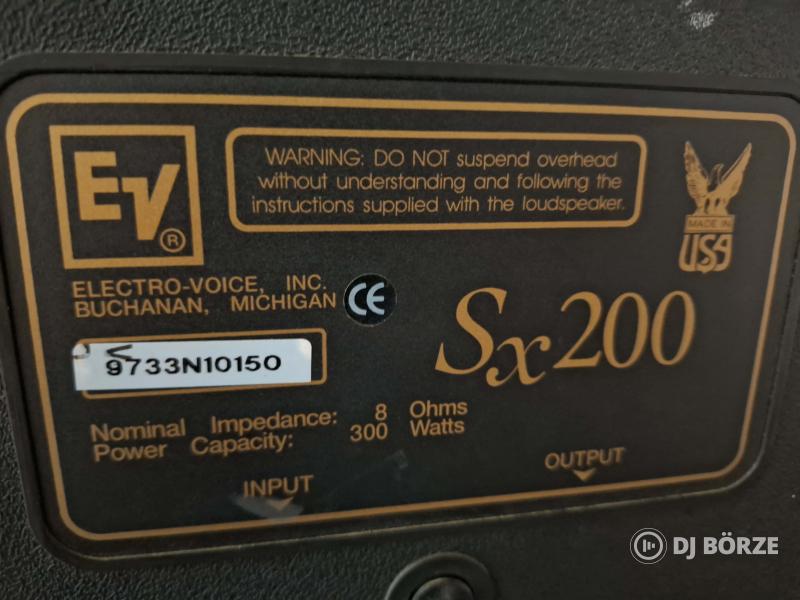 EV®
WARNING: DO NOT suspend overhead
without understanding and following the
instructions supplied with the loudspeaker.
MADE IN
USA
ELECTRO-VOICE, INC.
BUCHANAN, MICHIGAN
CE
Sx200
9733N10150
Nominal Impedance: 8 Ohms
Power Capacity: 300 Watts
INPUT
OUTPUT
DJ BÖRZE